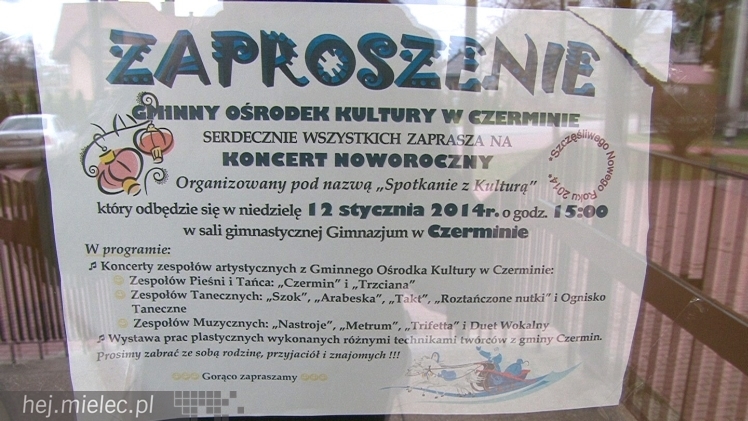 ZAPROSZENIE
GMINNY OŚRODEK KULTURY W CZERMINIE
SERDECZNIE WSZYSTKICH ZAPRASZA NA
KONCERT NOWOROCZNY
Szczęśliwego Nowego Roku 2014
Organizowany pod nazwą „Spotkanie z Kulturą”
który odbędzie się w niedzielę 12 stycznia 2014r. o godz. 15:00
w sali gimnastycznej Gimnazjum w Czerminie
W programie:
♫ Koncerty zespołów artystycznych z Gminnego Ośrodka Kultury w Czerminie:
Zespołów Pieśni i Tańca: „Czermin” i „Trzciana”
Zespołów Tanecznych: „Szok”, „Arabeska”, „Takt”, „Roztańczone nutki” i Ognisko
Taneczne
Zespołów Muzycznych: „Nastroje”, „Metrum”, „Trifetta” i Duet Wokalny
♫ Wystawa prac plastycznych wykonanych różnymi technikami twórców z gminy Czermin.
Prosimy zabrać ze sobą rodzinę, przyjaciół i znajomych !!!
Gorąco zapraszamy
hej.mielec.pl